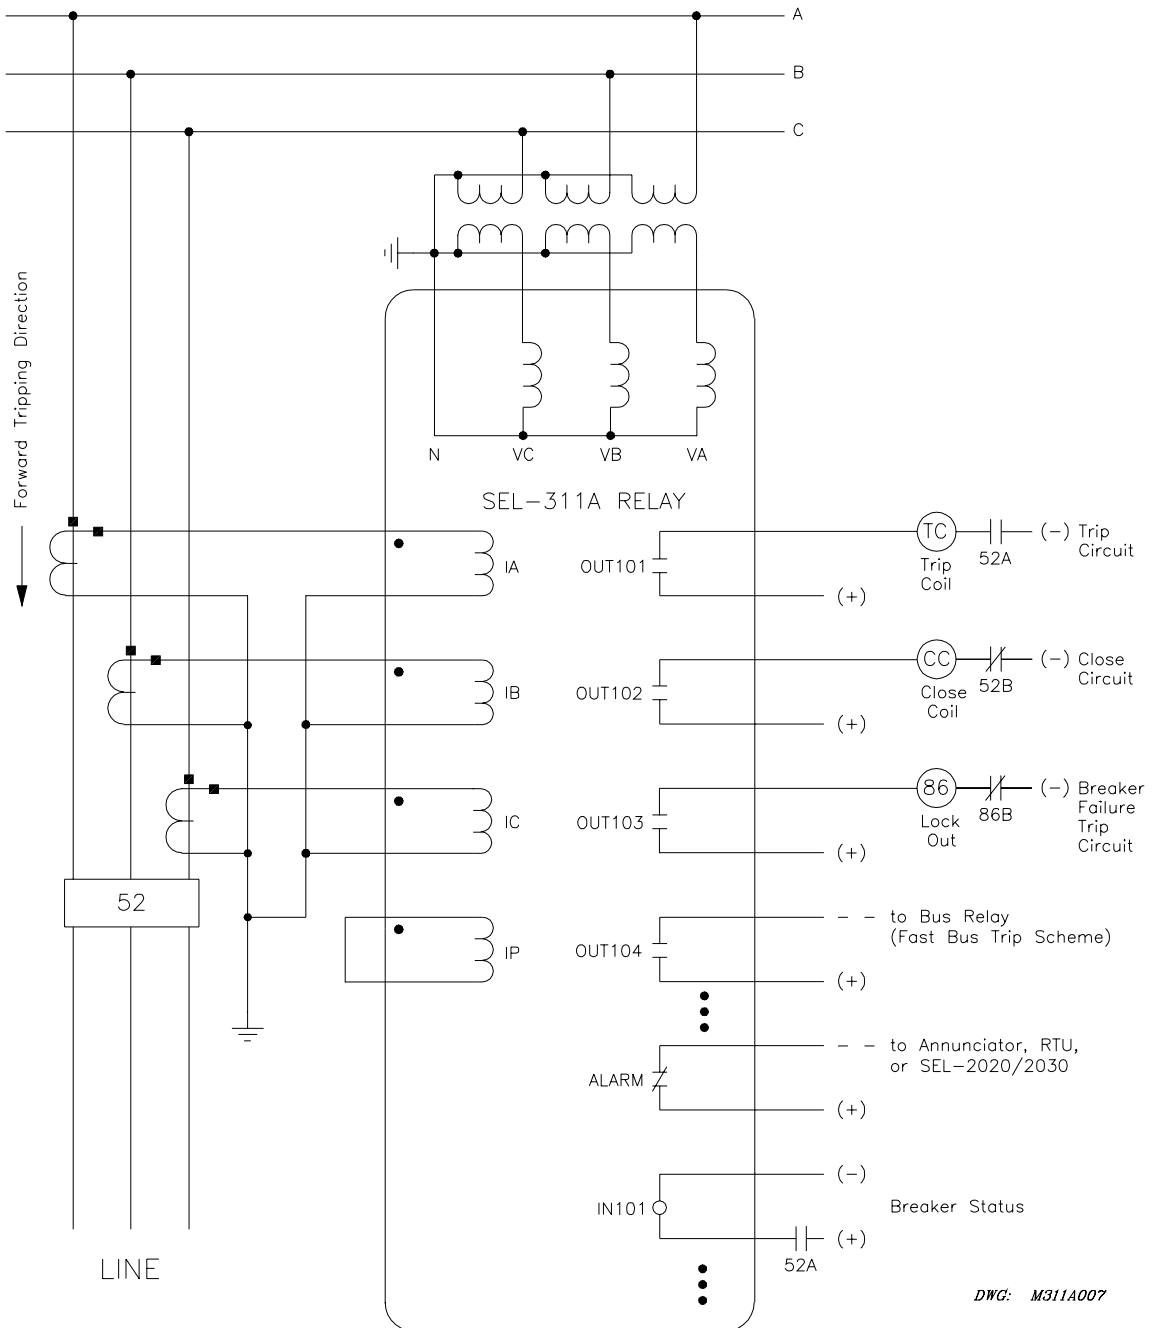 A
B
C
Forward Tripping Direction
N VC VB VA
SEL-311A RELAY
IA
OUT101
TC
Trip
Coil
52A
(-) Trip
Circuit
(+)
IB
OUT102
CC
Close
Coil
52B
(-) Close
Circuit
(+)
IC
OUT103
86
Lock
Out
86B
(-) Breaker
Failure
Trip
Circuit
(+)
52
IP
OUT104
to Bus Relay
(Fast Bus Trip Scheme)
(+)
ALARM
to Annunciator, RTU,
or SEL-2020/2030
(+)
IN101
(-)
Breaker Status
(+)
52A
LINE
DWG: M311A007